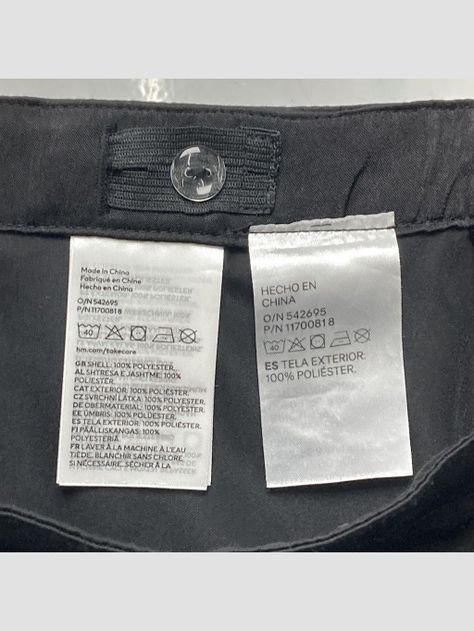 Made in China
Fabriqué en Chine
Hecho en China
O/N 542695
P/N 11700818
40
hm.com/takecare
GB SHELL: 100% POLYESTER.
AL SHTRESA E JASHTME: 100%
POLIESTËR.
CAT EXTERIOR: 100% POLIÈSTER.
CZ SVRCHNÍ LÁTKA: 100% POLYESTER.
DE OBERMATERIAL: 100% POLYESTER.
EE ÜMBRIS: 100% POLÜESTER.
ES TELA EXTERIOR: 100% POLIÉSTER.
FI PÄÄLLISKANGAS: 100%
POLYESTERIÄ.
FR LAVER À LA MACHINE À L'EAU
TIÈDE, BLANCHIR SANS CHLORE
SI NÉCESSAIRE, SÉCHER À LA
HECHO EN
CHINA
O/N 542695
P/N 11700818
40
ES TELA EXTERIOR:
100% POLIÉSTER.